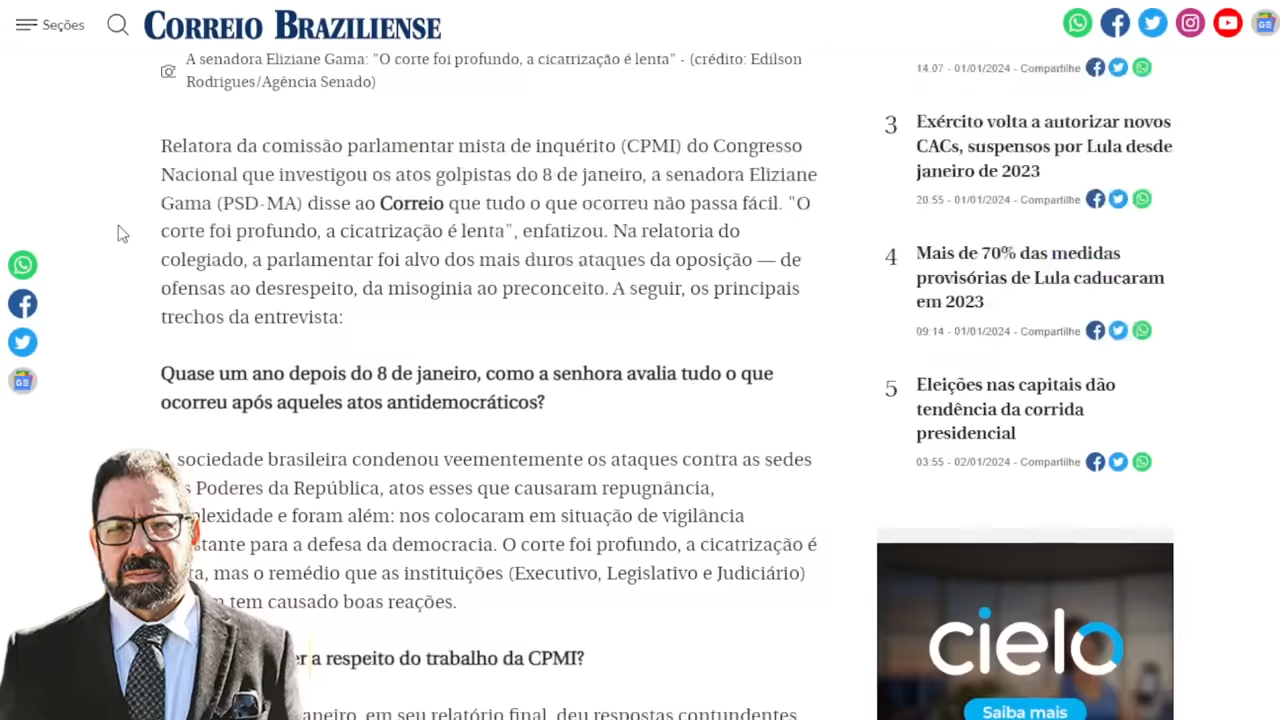 Seções
CORREIO BRAZILIENSE
A senadora Eliziane Gama: "O corte foi profundo, a cicatrização é lenta" - (crédito: Edilson
Rodrigues/Agência Senado)
Relatora da comissão parlamentar mista de inquérito (CPMI) do Congresso
Nacional que investigou os atos golpistas do 8 de janeiro, a senadora Eliziane
Gama (PSD-MA) disse ao Correio que tudo o que ocorreu não passa fácil. "O
corte foi profundo, a cicatrização é lenta", enfatizou. Na relatoria do
colegiado, a parlamentar foi alvo dos mais duros ataques da oposição — de
ofensas ao desrespeito, da misoginia ao preconceito. A seguir, os principais
trechos da entrevista:
Quase um ano depois do 8 de janeiro, como a senhora avalia tudo o que
ocorreu após aqueles atos antidemocráticos?
sociedade brasileira condenou veementemente os ataques contra as sedes
Poderes da República, atos esses que causaram repugnância,
plexidade e foram além: nos colocaram em situação de vigilância
stante para a defesa da democracia. O corte foi profundo, a cicatrização é
ta, mas o remédio que as instituições (Executivo, Legislativo e Judiciário)
tem causado boas reações.
er a respeito do trabalho da CPMI?
aneiro, em seu relatório final, deu respostas contundentes
14:07 - 01/01/2024 - Compartilhe
3
Exército volta a autorizar novos
CACs, suspensos por Lula desde
janeiro de 2023
20:55 - 01/01/2024 - Compartilhe
4
Mais de 70% das medidas
provisórias de Lula caducaram
em 2023
09:14 - 01/01/2024 - Compartilhe
5
Eleições nas capitais dão
tendência da corrida
presidencial
03:55 - 02/01/2024 - Compartilhe
cielo
Saiba mais